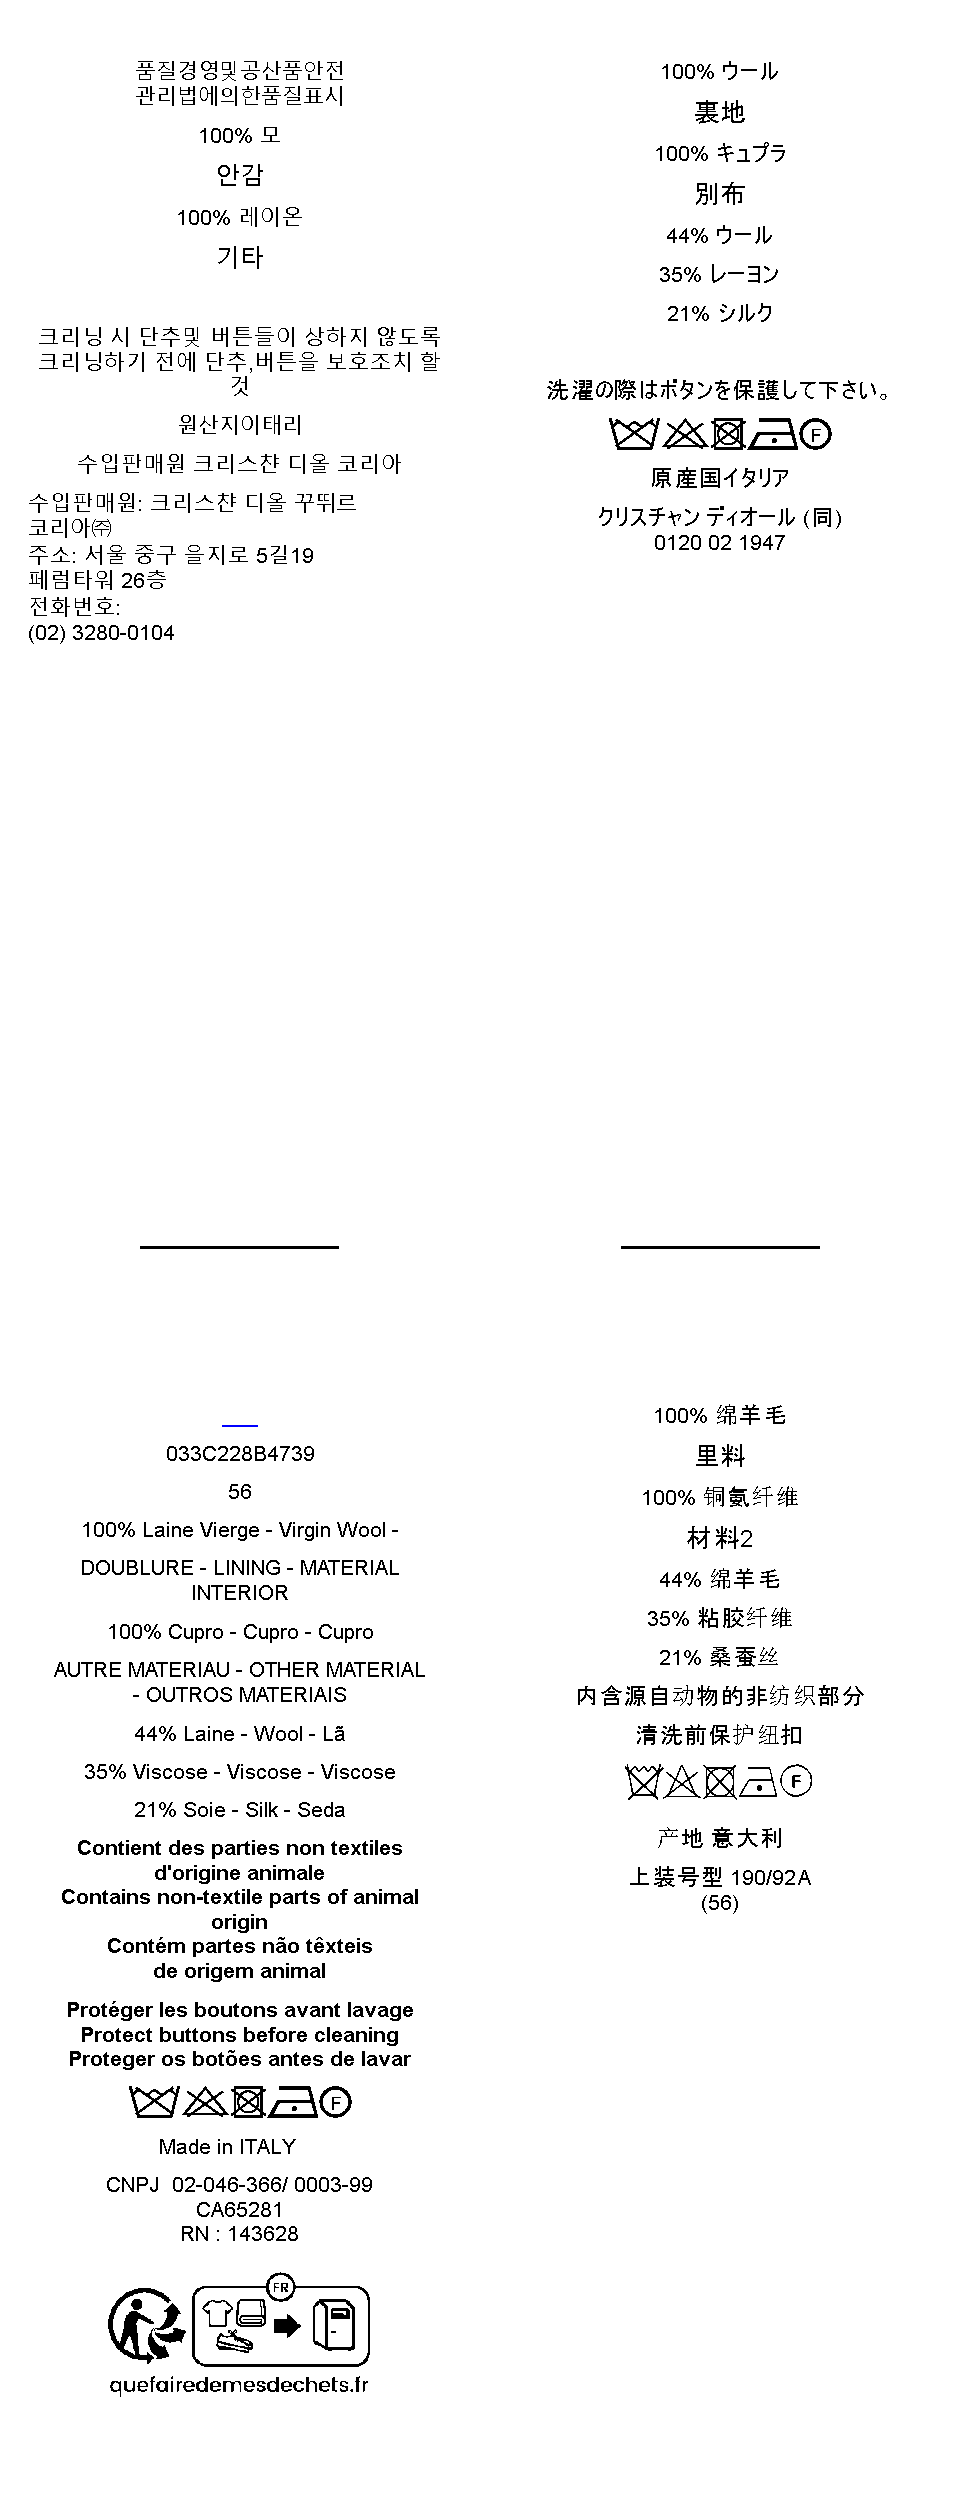 품질경영및공산품안전
관리법에의한품질표시
100% 모
안감
100% 레이온
기타
크리닝 시 단추및 버튼들이 상하지 않도록
크리닝하기 전에 단추,버튼을 보호조치 할
것
원산지이태리
수입판매원 크리스챤 디올 코리아
수입판매원: 크리스챤 디올 꾸뛰르
코리아㈜
주소: 서울 중구 을지로 5길19
페럼타워 26층
전화번호:
(02) 3280-0104
100% ウール
裏地
100% キュプラ
別布
44% ウール
35% レーヨン
21% シルク
洗濯の際はボタンを保護して下さい。
F
原産国イタリア
クリスチャン ディオール (同)
0120 02 1947
033C228B4739
56
100% Laine Vierge - Virgin Wool -
DOUBLURE - LINING - MATERIAL
INTERIOR
100% Cupro - Cupro - Cupro
AUTRE MATERIAU - OTHER MATERIAL
- OUTROS MATERIAIS
44% Laine - Wool - Lã
35% Viscose - Viscose - Viscose
21% Soie - Silk - Seda
Contient des parties non textiles
d'origine animale
Contains non-textile parts of animal
origin
Contém partes não têxteis
de origem animal
Protéger les boutons avant lavage
Protect buttons before cleaning
Proteger os botões antes de lavar
F
Made in ITALY
CNPJ  02-046-366/ 0003-99
CA65281
RN : 143628
FR
quefairedemesdechets.fr
100% 绵羊毛
里料
100% 铜氨纤维
材料2
44% 绵羊毛
35% 粘胶纤维
21% 桑蚕丝
内含源自动物的非纺织部分
清洗前保护纽扣
F
产地 意大利
上装号型 190/92A
(56)